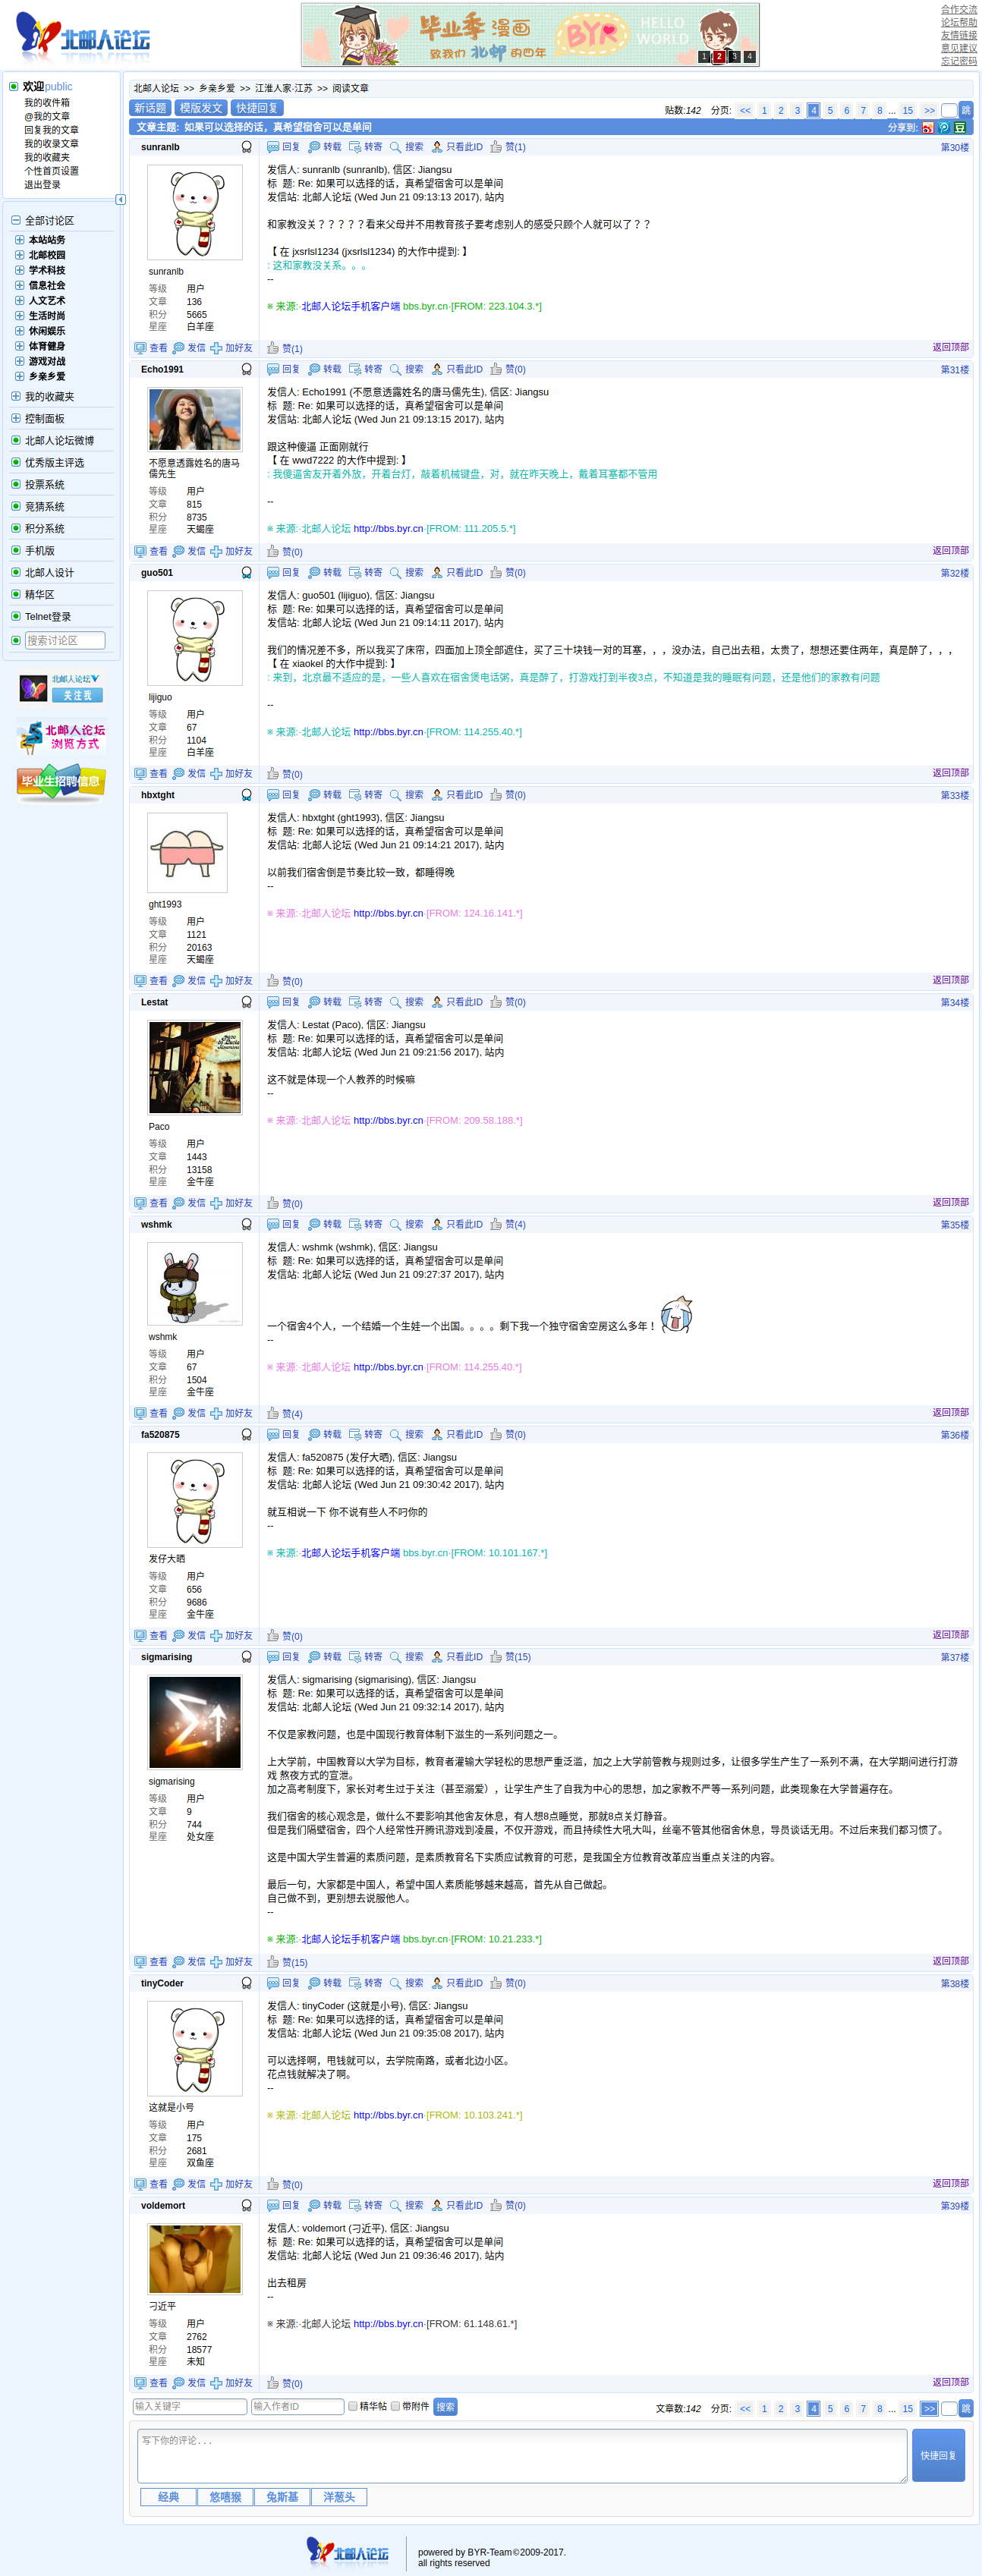 北邮人论坛
毕业季漫画
致我们 北邮 的四年
BYR
HELLO WORLD
1 2 3 4
合作交流
论坛帮助
友情链接
意见建议
忘记密码
欢迎public
我的收件箱
@我的文章
回复我的文章
我的收录文章
我的收藏夹
个性首页设置
退出登录
全部讨论区
本站站务
北邮校园
学术科技
信息社会
人文艺术
生活时尚
休闲娱乐
体育健身
游戏对战
乡亲乡爱
我的收藏夹
控制面板
北邮人论坛微博
优秀版主评选
投票系统
竞猜系统
积分系统
手机版
北邮人设计
精华区
Telnet登录
搜索讨论区
北邮人论坛
关注我
北邮人论坛
浏览方式
毕业生招聘信息
北邮人论坛 >> 乡亲乡爱 >> 江淮人家·江苏 >> 阅读文章
新话题 模版发文 快捷回复
贴数:142 分页: << 1 2 3 4 5 6 7 8 ... 15 >> 跳
文章主题: 如果可以选择的话，真希望宿舍可以是单间
分享到: 豆
sunranlb 回复 转载 转寄 搜索 只看此ID 赞(1) 第30楼
发信人: sunranlb (sunranlb), 信区: Jiangsu
标 题: Re: 如果可以选择的话，真希望宿舍可以是单间
发信站: 北邮人论坛 (Wed Jun 21 09:13:13 2017), 站内
和家教没关？？？？？看来父母并不用教育孩子要考虑别人的感受只顾个人就可以了？？
【 在 jxsrlsl1234 (jxsrlsl1234) 的大作中提到: 】
: 这和家教没关系。。。
--
※ 来源:·北邮人论坛手机客户端 bbs.byr.cn·[FROM: 223.104.3.*]
sunranlb
等级 用户
文章 136
积分 5665
星座 白羊座
查看 发信 加好友 赞(1) 返回顶部
Echo1991 回复 转载 转寄 搜索 只看此ID 赞(0) 第31楼
发信人: Echo1991 (不愿意透露姓名的唐马儒先生), 信区: Jiangsu
标 题: Re: 如果可以选择的话，真希望宿舍可以是单间
发信站: 北邮人论坛 (Wed Jun 21 09:13:15 2017), 站内
跟这种傻逼 正面刚就行
【 在 wwd7222 的大作中提到: 】
: 我傻逼舍友开着外放，开着台灯，敲着机械键盘，对，就在昨天晚上，戴着耳塞都不管用
--
※ 来源:·北邮人论坛 http://bbs.byr.cn·[FROM: 111.205.5.*]
不愿意透露姓名的唐马儒先生
等级 用户
文章 815
积分 8735
星座 天蝎座
查看 发信 加好友 赞(0) 返回顶部
guo501 回复 转载 转寄 搜索 只看此ID 赞(0) 第32楼
发信人: guo501 (lijiguo), 信区: Jiangsu
标 题: Re: 如果可以选择的话，真希望宿舍可以是单间
发信站: 北邮人论坛 (Wed Jun 21 09:14:11 2017), 站内
我们的情况差不多，所以我买了床帘，四面加上顶全部遮住，买了三十块钱一对的耳塞，，，没办法，自己出去租，太贵了，想想还要住两年，真是醉了，，，
【 在 xiaokel 的大作中提到: 】
: 来到，北京最不适应的是，一些人喜欢在宿舍煲电话粥，真是醉了，打游戏打到半夜3点，不知道是我的睡眠有问题，还是他们的家教有问题
--
※ 来源:·北邮人论坛 http://bbs.byr.cn·[FROM: 114.255.40.*]
lijiguo
等级 用户
文章 67
积分 1104
星座 白羊座
查看 发信 加好友 赞(0) 返回顶部
hbxtght 回复 转载 转寄 搜索 只看此ID 赞(0) 第33楼
发信人: hbxtght (ght1993), 信区: Jiangsu
标 题: Re: 如果可以选择的话，真希望宿舍可以是单间
发信站: 北邮人论坛 (Wed Jun 21 09:14:21 2017), 站内
以前我们宿舍倒是节奏比较一致，都睡得晚
--
※ 来源:·北邮人论坛 http://bbs.byr.cn·[FROM: 124.16.141.*]
ght1993
等级 用户
文章 1121
积分 20163
星座 天蝎座
查看 发信 加好友 赞(0) 返回顶部
Lestat 回复 转载 转寄 搜索 只看此ID 赞(0) 第34楼
发信人: Lestat (Paco), 信区: Jiangsu
标 题: Re: 如果可以选择的话，真希望宿舍可以是单间
发信站: 北邮人论坛 (Wed Jun 21 09:21:56 2017), 站内
这不就是体现一个人教养的时候嘛
--
※ 来源:·北邮人论坛 http://bbs.byr.cn·[FROM: 209.58.188.*]
Paco
等级 用户
文章 1443
积分 13158
星座 金牛座
查看 发信 加好友 赞(0) 返回顶部
wshmk 回复 转载 转寄 搜索 只看此ID 赞(4) 第35楼
发信人: wshmk (wshmk), 信区: Jiangsu
标 题: Re: 如果可以选择的话，真希望宿舍可以是单间
发信站: 北邮人论坛 (Wed Jun 21 09:27:37 2017), 站内
一个宿舍4个人，一个结婚一个生娃一个出国。。。。剩下我一个独守宿舍空房这么多年！
--
※ 来源:·北邮人论坛 http://bbs.byr.cn·[FROM: 114.255.40.*]
wshmk
等级 用户
文章 67
积分 1504
星座 金牛座
查看 发信 加好友 赞(4) 返回顶部
fa520875 回复 转载 转寄 搜索 只看此ID 赞(0) 第36楼
发信人: fa520875 (发仔大晒), 信区: Jiangsu
标 题: Re: 如果可以选择的话，真希望宿舍可以是单间
发信站: 北邮人论坛 (Wed Jun 21 09:30:42 2017), 站内
就互相说一下 你不说有些人不叼你的
--
※ 来源:·北邮人论坛手机客户端 bbs.byr.cn·[FROM: 10.101.167.*]
发仔大晒
等级 用户
文章 656
积分 9686
星座 金牛座
查看 发信 加好友 赞(0) 返回顶部
sigmarising 回复 转载 转寄 搜索 只看此ID 赞(15) 第37楼
发信人: sigmarising (sigmarising), 信区: Jiangsu
标 题: Re: 如果可以选择的话，真希望宿舍可以是单间
发信站: 北邮人论坛 (Wed Jun 21 09:32:14 2017), 站内
不仅是家教问题，也是中国现行教育体制下滋生的一系列问题之一。
上大学前，中国教育以大学为目标，教育者灌输大学轻松的思想严重泛滥，加之上大学前管教与规则过多，让很多学生产生了一系列不满，在大学期间进行打游戏 熬夜方式的宣泄。
加之高考制度下，家长对考生过于关注（甚至溺爱），让学生产生了自我为中心的思想，加之家教不严等一系列问题，此类现象在大学普遍存在。
我们宿舍的核心观念是，做什么不要影响其他舍友休息，有人想8点睡觉，那就8点关灯静音。
但是我们隔壁宿舍，四个人经常性开腾讯游戏到凌晨，不仅开游戏，而且持续性大吼大叫，丝毫不管其他宿舍休息，导员谈话无用。不过后来我们都习惯了。
这是中国大学生普遍的素质问题，是素质教育名下实质应试教育的可悲，是我国全方位教育改革应当重点关注的内容。
最后一句，大家都是中国人，希望中国人素质能够越来越高，首先从自己做起。
自己做不到，更别想去说服他人。
--
※ 来源:·北邮人论坛手机客户端 bbs.byr.cn·[FROM: 10.21.233.*]
sigmarising
等级 用户
文章 9
积分 744
星座 处女座
查看 发信 加好友 赞(15) 返回顶部
tinyCoder 回复 转载 转寄 搜索 只看此ID 赞(0) 第38楼
发信人: tinyCoder (这就是小号), 信区: Jiangsu
标 题: Re: 如果可以选择的话，真希望宿舍可以是单间
发信站: 北邮人论坛 (Wed Jun 21 09:35:08 2017), 站内
可以选择啊，甩钱就可以，去学院南路，或者北边小区。
花点钱就解决了啊。
--
※ 来源:·北邮人论坛 http://bbs.byr.cn·[FROM: 10.103.241.*]
这就是小号
等级 用户
文章 175
积分 2681
星座 双鱼座
查看 发信 加好友 赞(0) 返回顶部
voldemort 回复 转载 转寄 搜索 只看此ID 赞(0) 第39楼
发信人: voldemort (刁近平), 信区: Jiangsu
标 题: Re: 如果可以选择的话，真希望宿舍可以是单间
发信站: 北邮人论坛 (Wed Jun 21 09:36:46 2017), 站内
出去租房
--
※ 来源:·北邮人论坛 http://bbs.byr.cn·[FROM: 61.148.61.*]
刁近平
等级 用户
文章 2762
积分 18577
星座 未知
查看 发信 加好友 赞(0) 返回顶部
输入关键字 输入作者ID 精华帖 带附件 搜索
文章数:142 分页: << 1 2 3 4 5 6 7 8 ... 15 >> 跳
写下你的评论...
快捷回复
经典 悠嘻猴 兔斯基 洋葱头
北邮人论坛
powered by BYR-Team©2009-2017.
all rights reserved